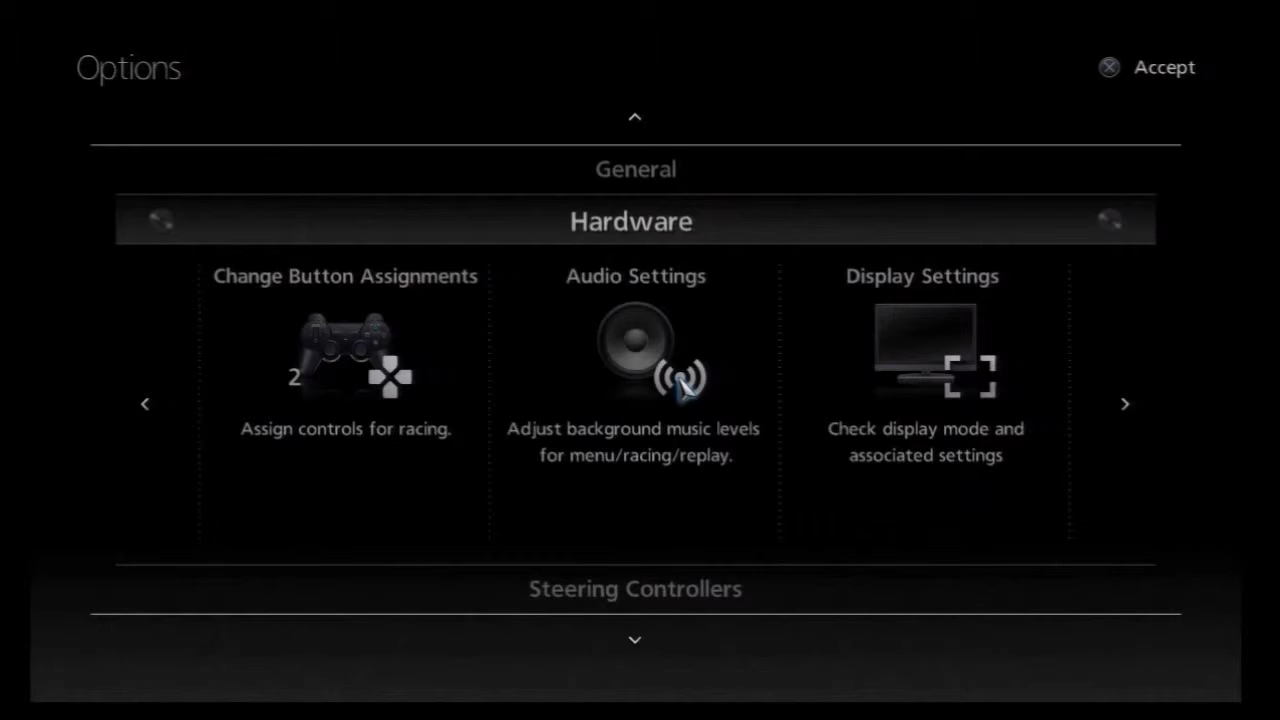 Options
Accept
General
Hardware
Change Button Assignments
Audio Settings
Display Settings
2
Assign controls for racing.
Adjust background music levels
for menu/racing/replay.
Check display mode and
associated settings
Steering Controllers